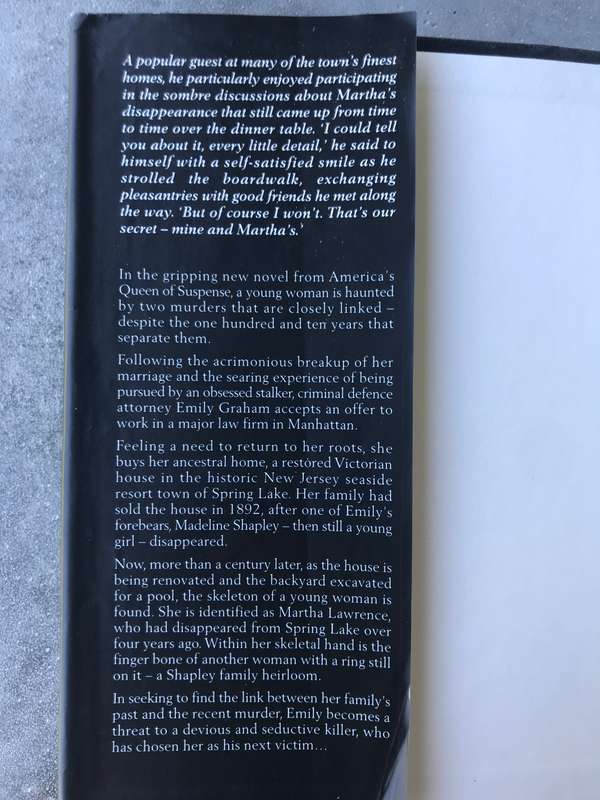 A popular guest at many of the town's finest
homes, he particularly enjoyed participating
in the sombre discussions about Martha's
disappearance that still came up from time
to time over the dinner table. 'I could tell
you about it, every little detail,' he said to
himself with a self-satisfied smile as he
strolled the boardwalk, exchanging
pleasantries with good friends he met along
the way. 'But of course I won't. That's our
secret – mine and Martha's.'
In the gripping new novel from America's
Queen of Suspense, a young woman is haunted
by two murders that are closely linked –
despite the one hundred and ten years that
separate them.
Following the acrimonious breakup of her
marriage and the searing experience of being
pursued by an obsessed stalker, criminal defence
attorney Emily Graham accepts an offer to
work in a major law firm in Manhattan.
Feeling a need to return to her roots, she
buys her ancestral home, a restored Victorian
house in the historic New Jersey seaside
resort town of Spring Lake. Her family had
sold the house in 1892, after one of Emily's
forebears, Madeline Shapley – then still a young
girl – disappeared.
Now, more than a century later, as the house is
being renovated and the backyard excavated
for a pool, the skeleton of a young woman is
found. She is identified as Martha Lawrence,
who had disappeared from Spring Lake over
four years ago. Within her skeletal hand is the
finger bone of another woman with a ring still
on it – a Shapley family heirloom.
In seeking to find the link between her family's
past and the recent murder, Emily becomes a
threat to a devious and seductive killer, who
has chosen her as his next victim…